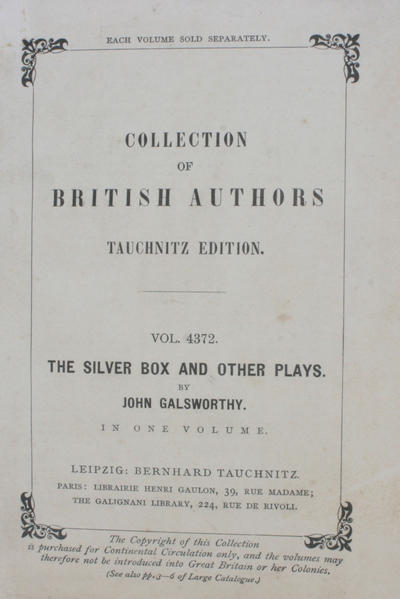 EACH VOLUME SOLD SEPARATELY.
COLLECTION
OF
BRITISH AUTHORS
TAUCHNITZ EDITION.
VOL. 4372.
THE SILVER BOX AND OTHER PLAYS.
BY
JOHN GALSWORTHY.
IN ONE VOLUME.
LEIPZIG: BERNHARD TAUCHNITZ.
PARIS: LIBRAIRIE HENRI GAULON, 39, RUE MADAME;
THE GALIGNANI LIBRARY, 224, RUE DE RIVOLI.
The Copyright of this Collection
is purchased for Continental Circulation only, and the volumes may
therefore not be introduced into Great Britain or her Colonies.
(See also pp. 3—6 of Large Catalogue.)